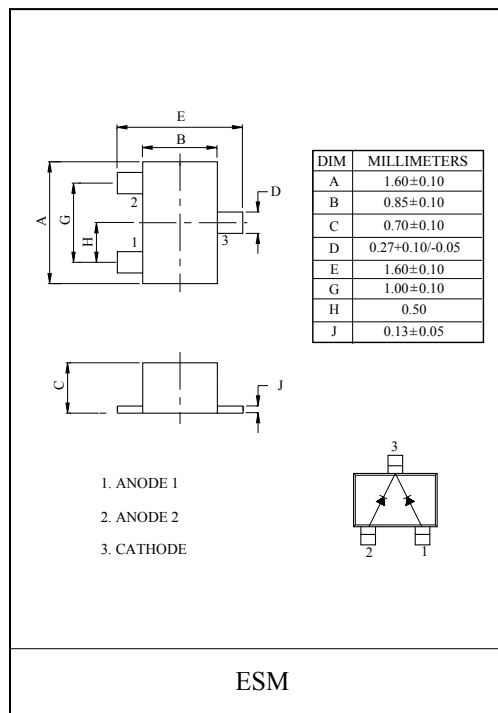 E
B
D
A
G
H
2
1
3
DIM MILLIMETERS
A 1.60±0.10
B 0.85±0.10
C 0.70±0.10
D 0.27+0.10/-0.05
E 1.60±0.10
G 1.00±0.10
H 0.50
J 0.13±0.05
C
J
1. ANODE 1
2. ANODE 2
3. CATHODE
3
2 1
ESM